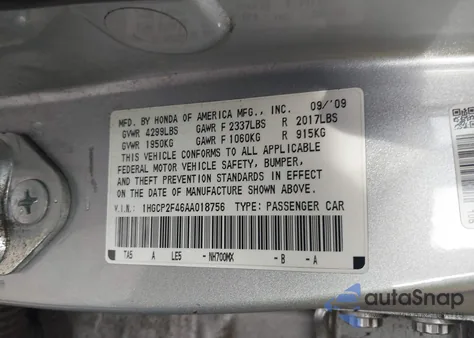 MFD. BY HONDA OF AMERICA MFG., INC. 09/'09
GVWR 4299LBS GAWR F 2337LBS R 2017LBS
GVWR 1950KG GAWR F 1060KG R 915KG
THIS VEHICLE CONFORMS TO ALL APPLICABLE
FEDERAL MOTOR VEHICLE SAFETY, BUMPER,
AND THEFT PREVENTION STANDARDS IN EFFECT
ON THE DATE OF MANUFACTURE SHOWN ABOVE.
V.I.N.: 1HGCP2F46AA018756 TYPE: PASSENGER CAR
TA5 A LE5 - NH700MX - B - A
autoSnap